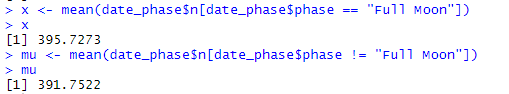 > x <- mean(date_phase$n[date_phase$phase == "Full Moon"])
> x
[1] 395.7273
> mu <- mean(date_phase$n[date_phase$phase != "Full Moon"])
> mu
[1] 391.7522